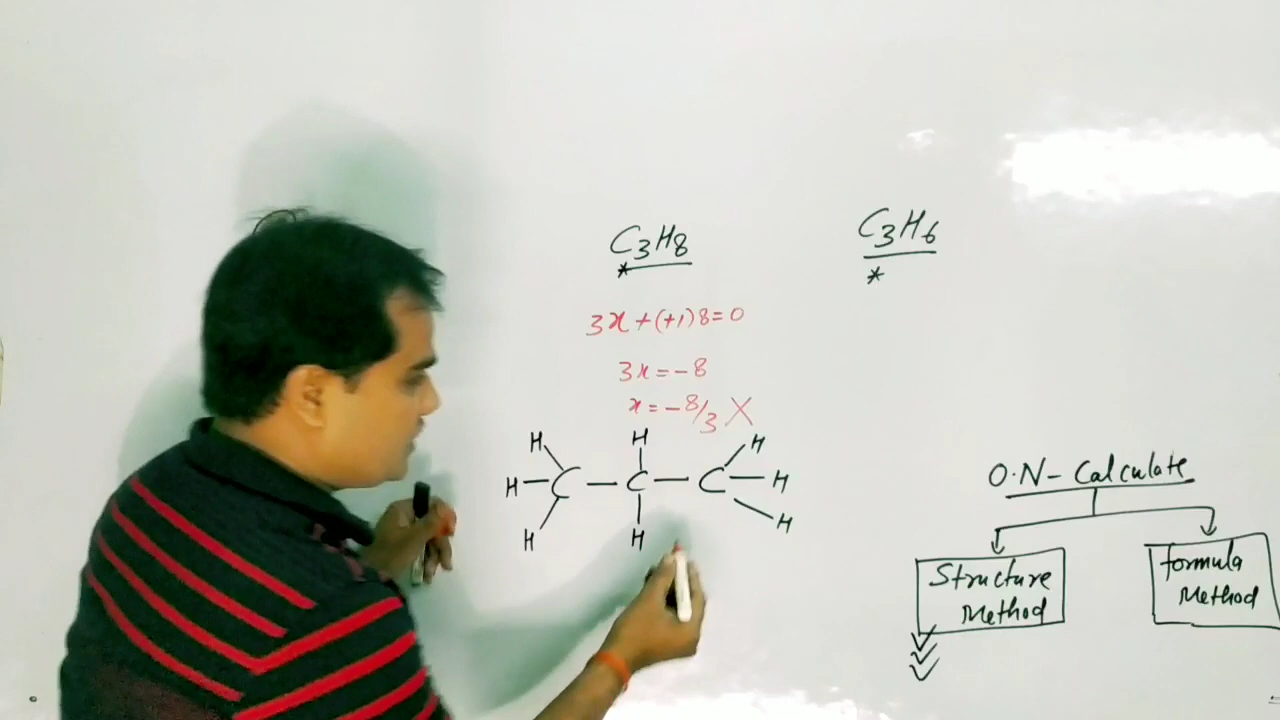 C3H8
C3H6
*
*
3x + (+1)8 = 0
3x = -8
x = -8/3 X
H H H
H - C - C - C - H
H H H
O.N - Calculate
Structure Method
formula Method